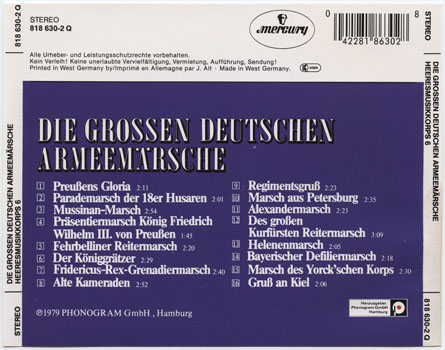 STEREO
818 630-2 Q
mercury
0
42281 86302
8
Alle Urheber- und Leistungsschutzrechte vorbehalten.
Kein Verleih! Keine unerlaubte Vervielfältigung, Vermietung, Aufführung, Sendung!
Printed in West Germany by/Imprimé en Allemagne par J. Alt · Made in West Germany.
DIE GROSSEN DEUTSCHEN
ARMEEMÄRSCHE
1 Preußens Gloria 2:11
2 Parademarsch der 18er Husaren 2:01
3 Mussinan-Marsch 2:54
4 Präsentiermarsch König Friedrich
Wilhelm III. von Preußen 1:45
5 Fehrbelliner Reitermarsch 2:20
6 Der Königgrätzer 2:29
7 Fridericus-Rex-Grenadiermarsch 2:40
8 Alte Kameraden 2:52
9 Regimentsgruß 2:23
10 Marsch aus Petersburg 2:35
11 Alexandermarsch 2:23
12 Des großen
Kurfürsten Reitermarsch 3:09
13 Helenenmarsch 2:05
14 Bayerischer Defiliermarsch 2:18
15 Marsch des Yorck'schen Korps 2:30
16 Gruß an Kiel 2:06
℗1979 PHONOGRAM GmbH , Hamburg
Herausgeber
Phonogram GmbH
Hamburg
STEREO
818 630-2 Q
DIE GROSSEN DEUTSCHEN ARMEEMÄRSCHE
HEERESMUSIKKORPS 6
818 630-2 Q
STEREO
818 630-2 Q
DIE GROSSEN DEUTSCHEN ARMEEMÄRSCHE
HEERESMUSIKKORPS 6
STEREO
818 630-2 Q